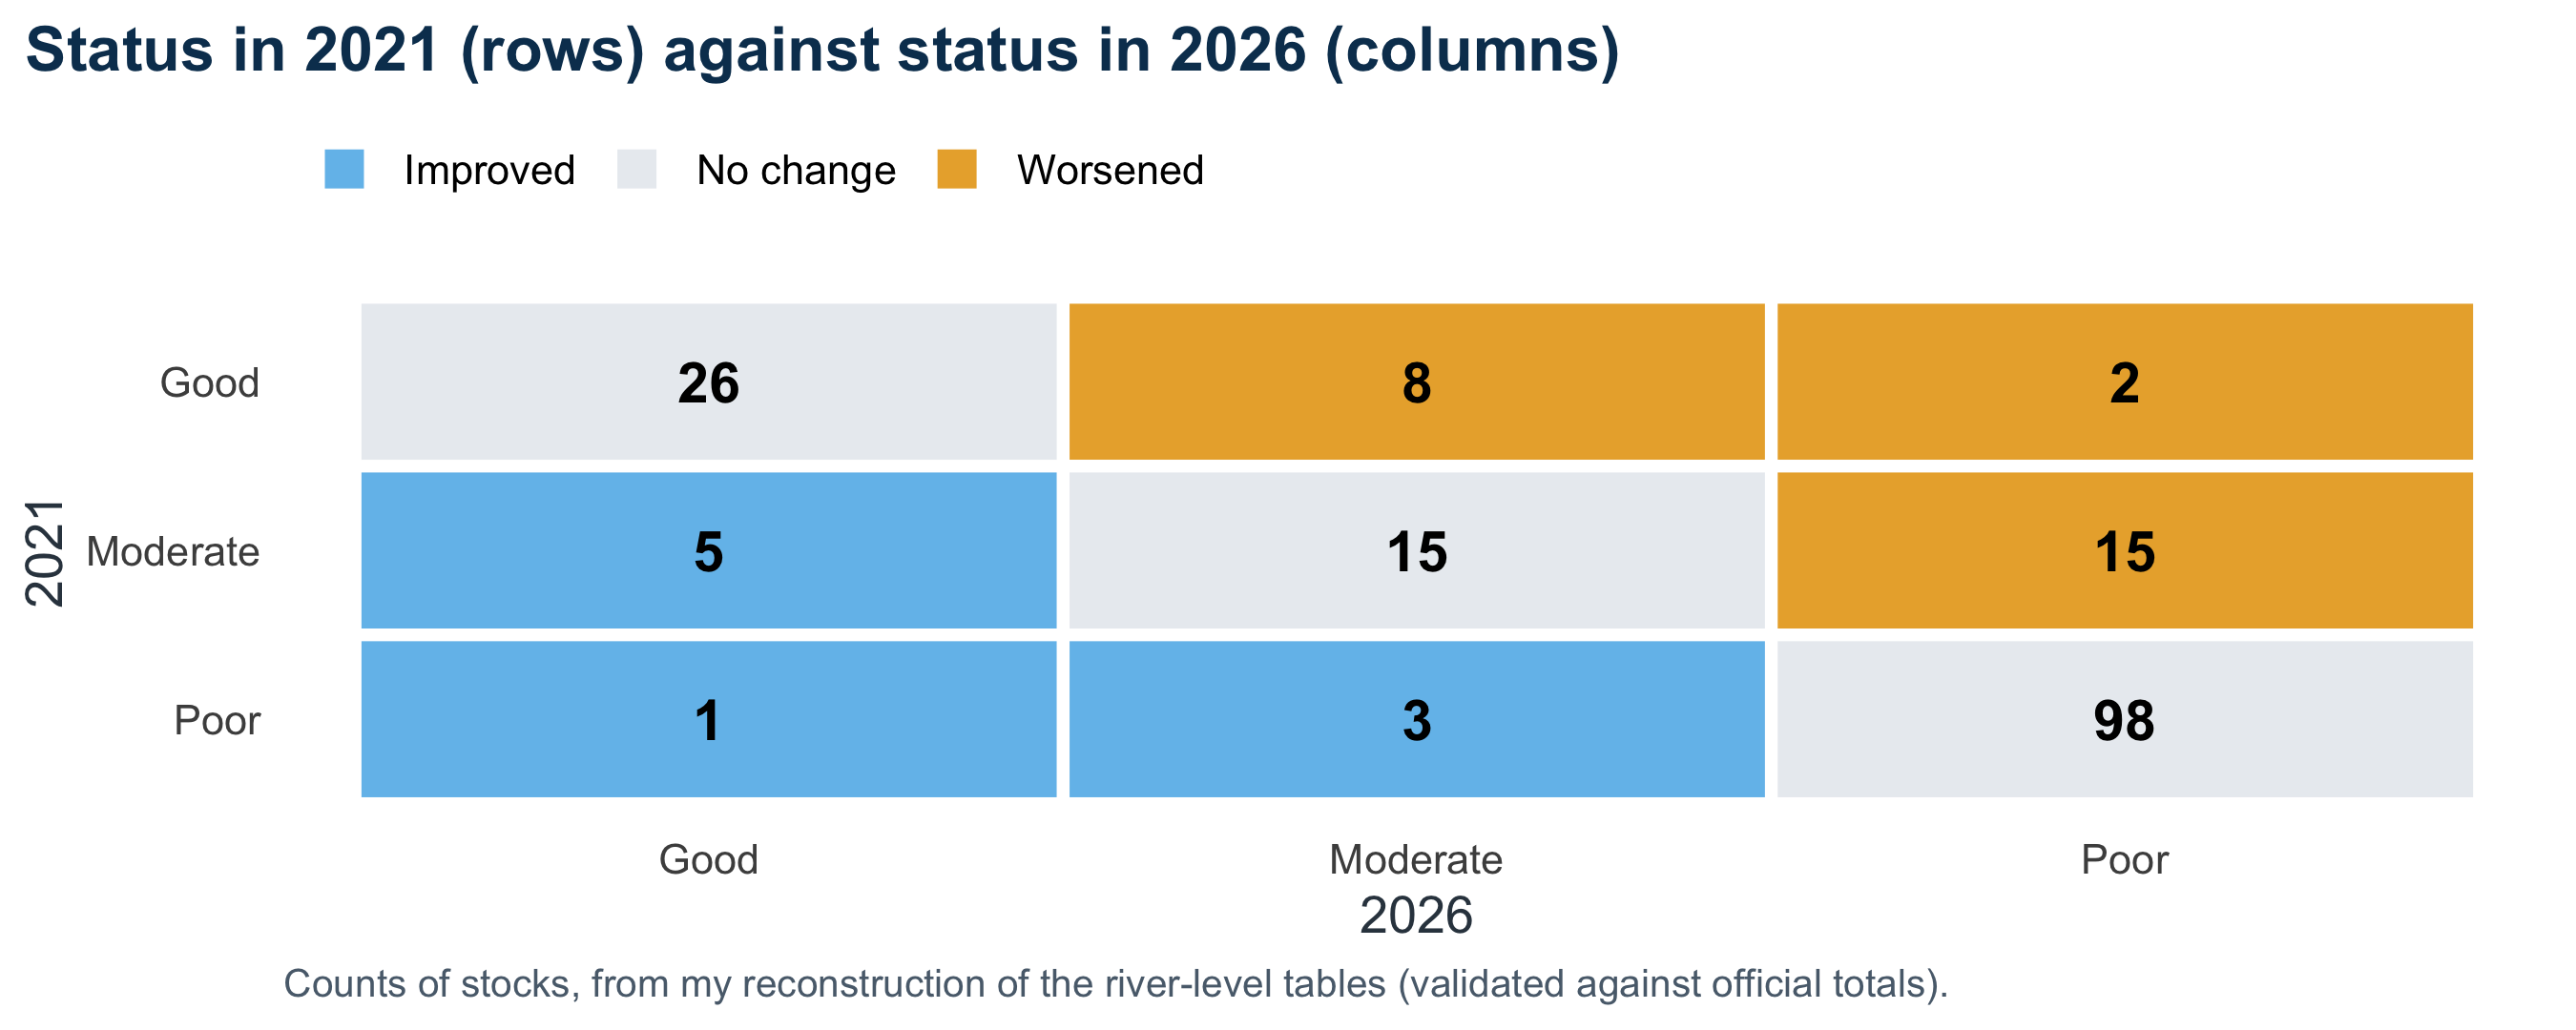 Status in 2021 (rows) against status in 2026 (columns)
Improved No change Worsened
Good 26 8 2
2021
Moderate 5 15 15
Poor 1 3 98
Good Moderate Poor
2026
Counts of stocks, from my reconstruction of the river-level tables (validated against official totals).